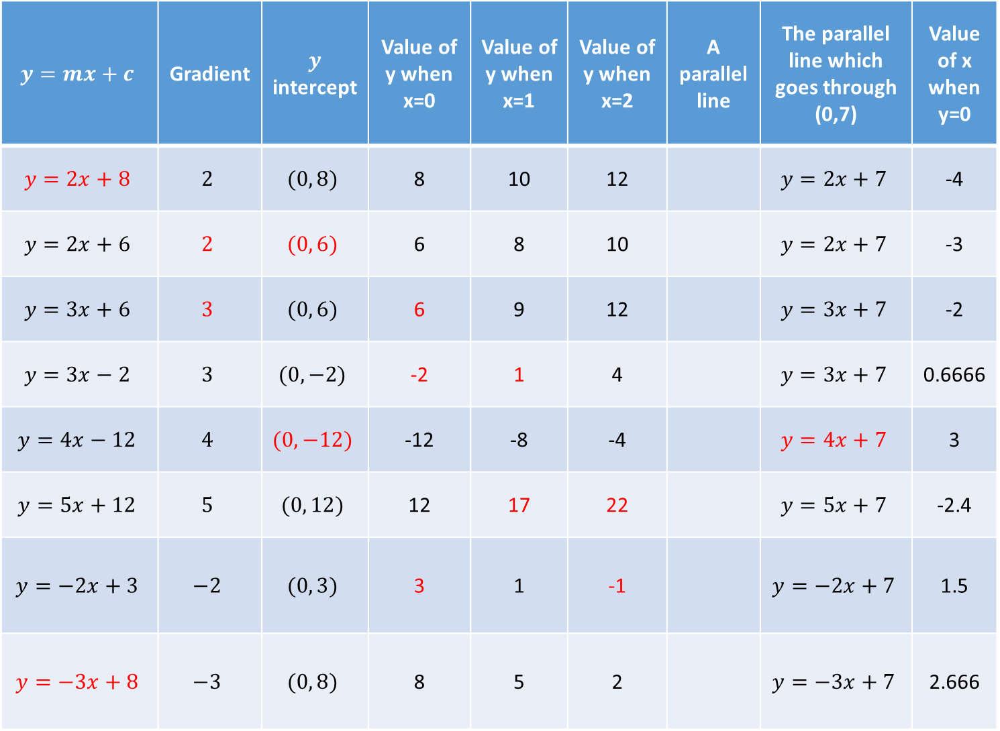 y = mx + c
Gradient
y
intercept
Value of
y when
x=0
Value of
y when
x=1
Value of
y when
x=2
A
parallel
line
The parallel
line which
goes through
(0,7)
Value
of x
when
y=0
y = 2x + 8 2 (0, 8) 8 10 12 y = 2x + 7 -4
y = 2x + 6 2 (0, 6) 6 8 10 y = 2x + 7 -3
y = 3x + 6 3 (0, 6) 6 9 12 y = 3x + 7 -2
y = 3x − 2 3 (0, −2) -2 1 4 y = 3x + 7 0.6666
y = 4x − 12 4 (0, −12) -12 -8 -4 y = 4x + 7 3
y = 5x + 12 5 (0, 12) 12 17 22 y = 5x + 7 -2.4
y = −2x + 3 −2 (0, 3) 3 1 -1 y = −2x + 7 1.5
y = −3x + 8 −3 (0, 8) 8 5 2 y = −3x + 7 2.666